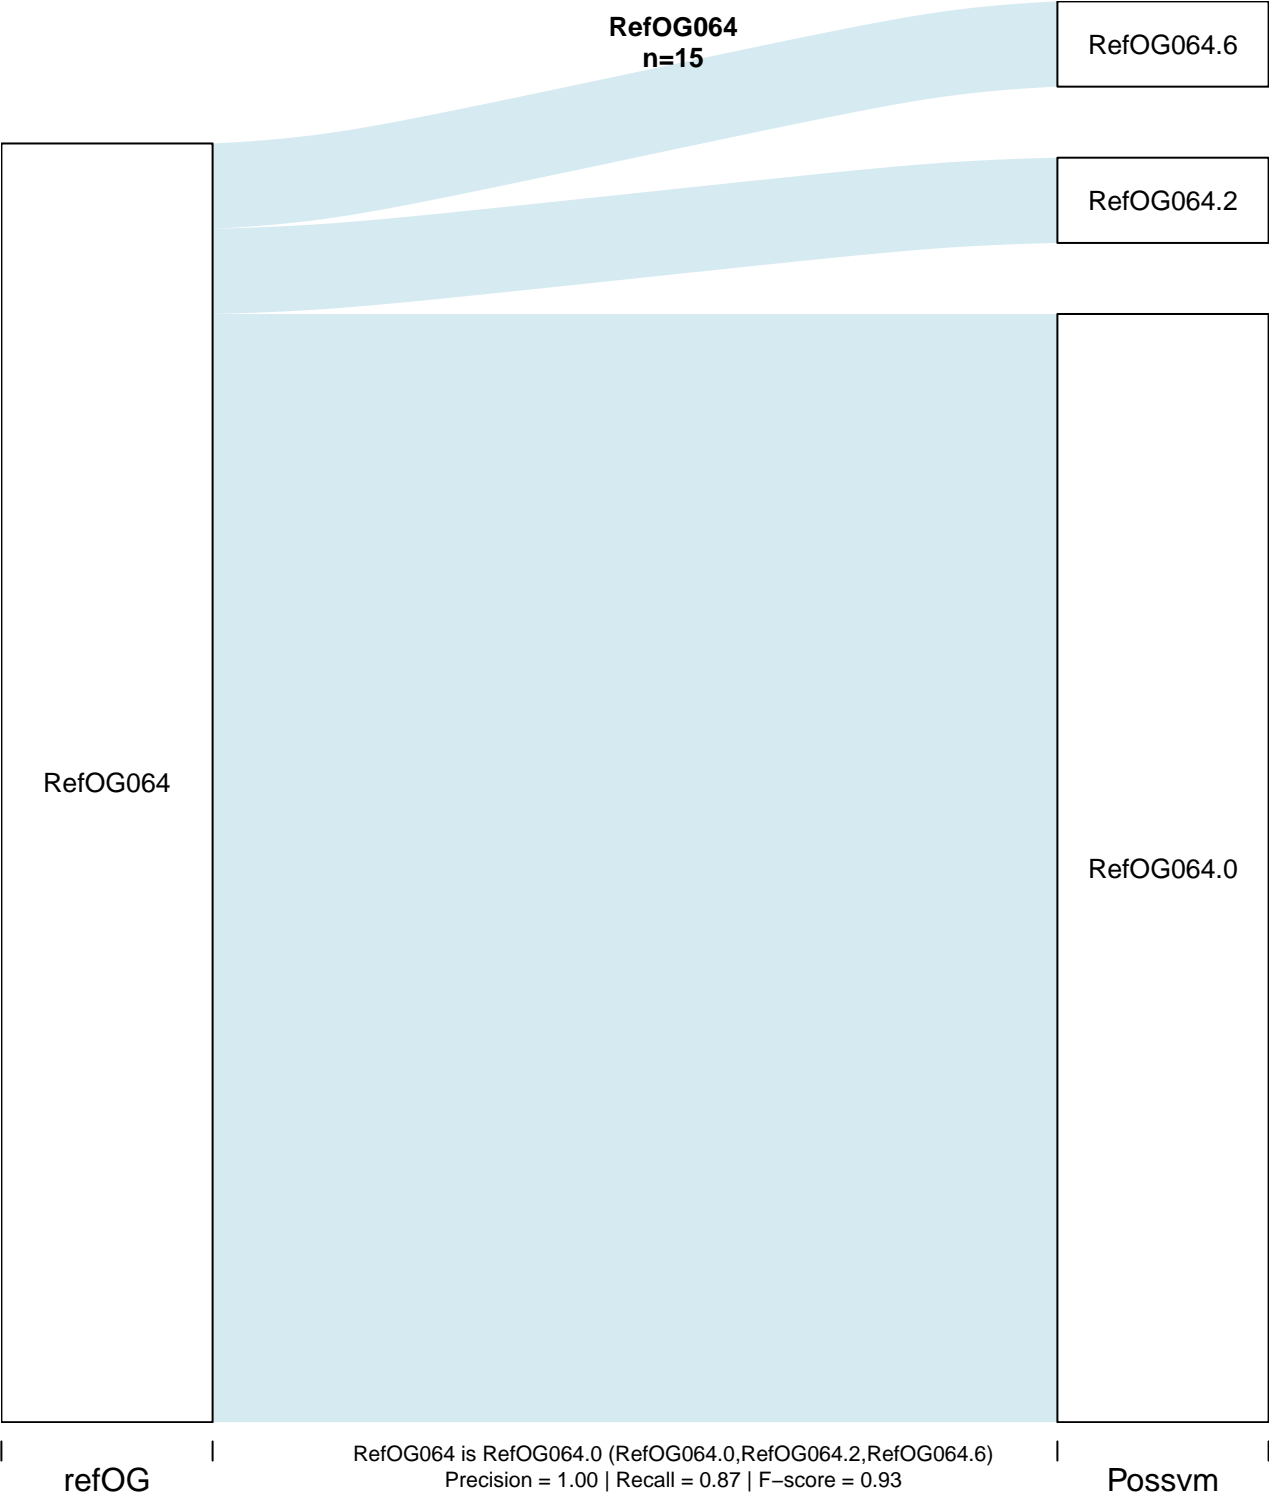 RefOG064
n=15
RefOG064.6
RefOG064.2
RefOG064
RefOG064.0
RefOG064 is RefOG064.0 (RefOG064.0,RefOG064.2,RefOG064.6)
Precision = 1.00 | Recall = 0.87 | F−score = 0.93
refOG
Possvm